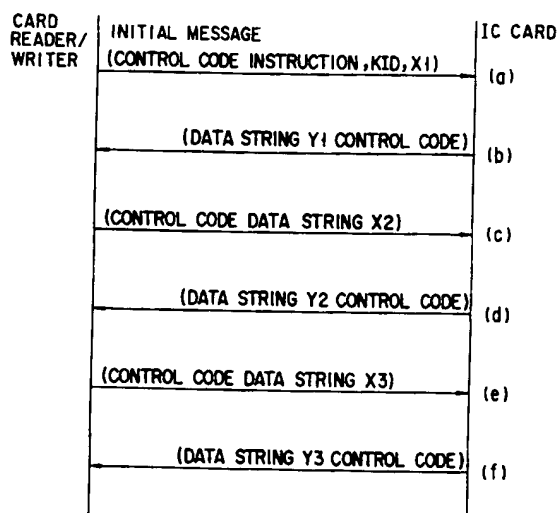 CARD
READER/
WRITER
INITIAL MESSAGE
IC CARD
(CONTROL CODE INSTRUCTION, KID, X1)
(a)
(DATA STRING Y1 CONTROL CODE)
(b)
(CONTROL CODE DATA STRING X2)
(c)
(DATA STRING Y2 CONTROL CODE)
(d)
(CONTROL CODE DATA STRING X3)
(e)
(DATA STRING Y3 CONTROL CODE)
(f)